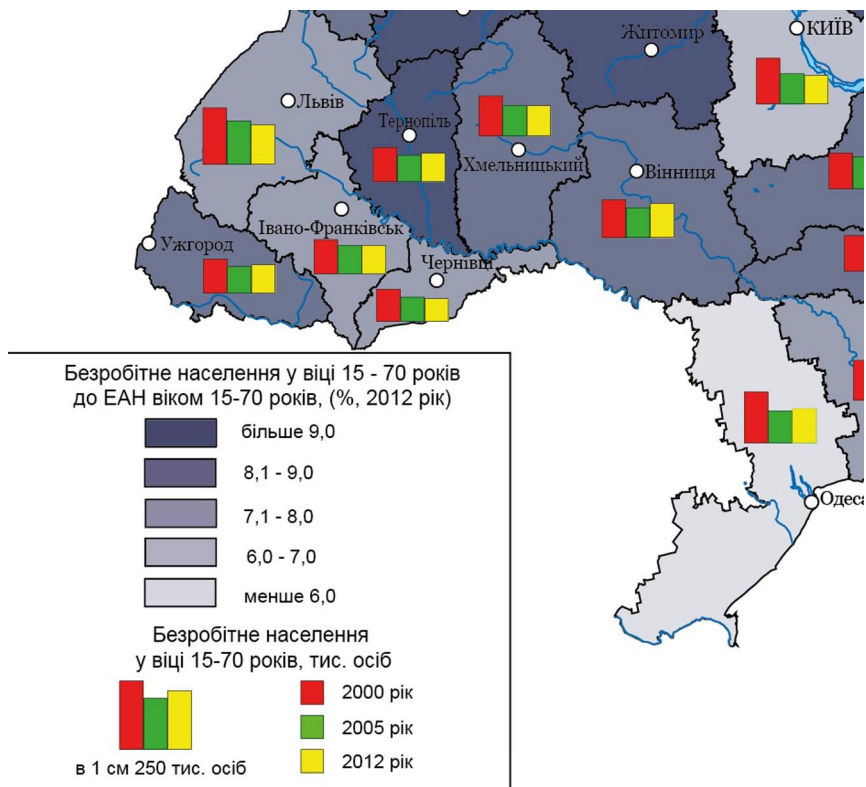 КИЇВ
Житомир
Львів
Тернопіль
Хмельницький
Вінниця
Івано-Франківськ
Ужгород
Чернівці
Одеса
Безробітне населення у віці 15 - 70 років
до ЕАН віком 15-70 років, (%, 2012 рік)
більше 9,0
8,1 - 9,0
7,1 - 8,0
6,0 - 7,0
менше 6,0
Безробітне населення
у віці 15-70 років, тис. осіб
2000 рік
2005 рік
2012 рік
в 1 см 250 тис. осіб